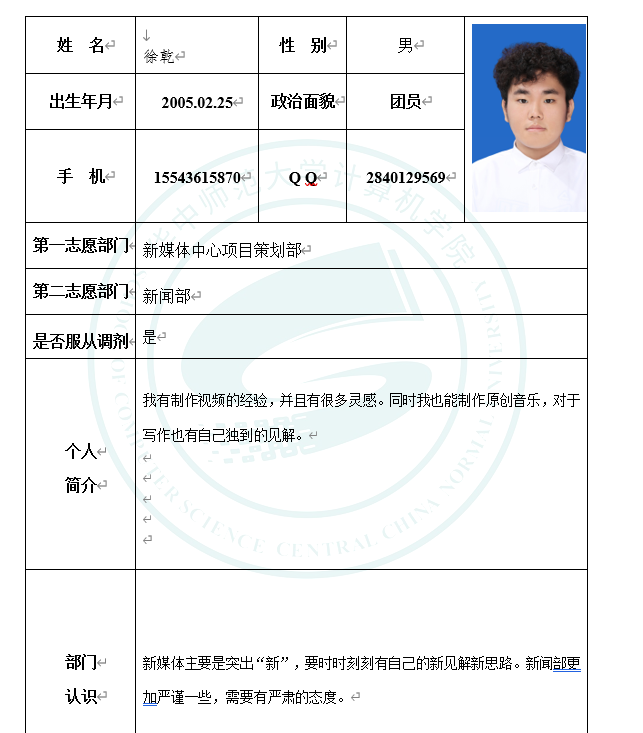 姓 名
徐乾
性 别
男
出生年月
2005.02.25
政治面貌
团员
手 机
15543615870
Q Q
2840129569
第一志愿部门
新媒体中心项目策划部
第二志愿部门
新闻部
是否服从调剂
是
个人
简介
我有制作视频的经验，并且有很多灵感。同时我也能制作原创音乐，对于
写作也有自己独到的见解。
部门
认识
新媒体主要是突出“新”，要时时刻刻有自己的新见解新思路。新闻部更
加严谨一些，需要有严肃的态度。
华中师范大学计算机学院
SCHOOL OF COMPUTER SCIENCE CENTRAL CHINA NORMAL UNIVERSITY